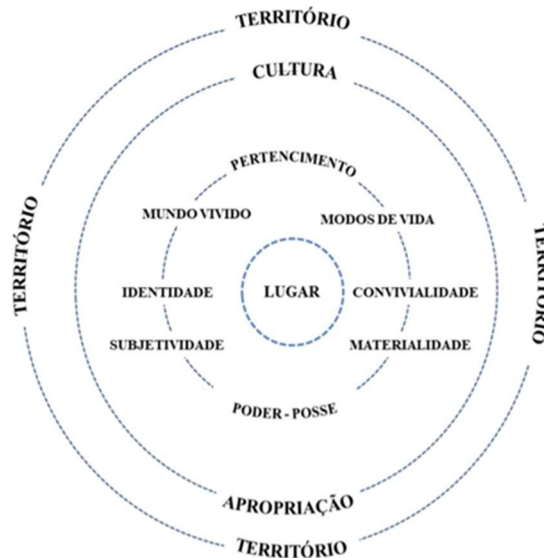 TERRITÓRIO
CULTURA
PERTENCIMENTO
MUNDO VIVIDO
MODOS DE VIDA
TERRITÓRIO
TERRITÓRIO
IDENTIDADE
LUGAR
CONVIVIALIDADE
SUBJETIVIDADE
MATERIALIDADE
PODER - POSSE
APROPRIAÇÃO
TERRITÓRIO